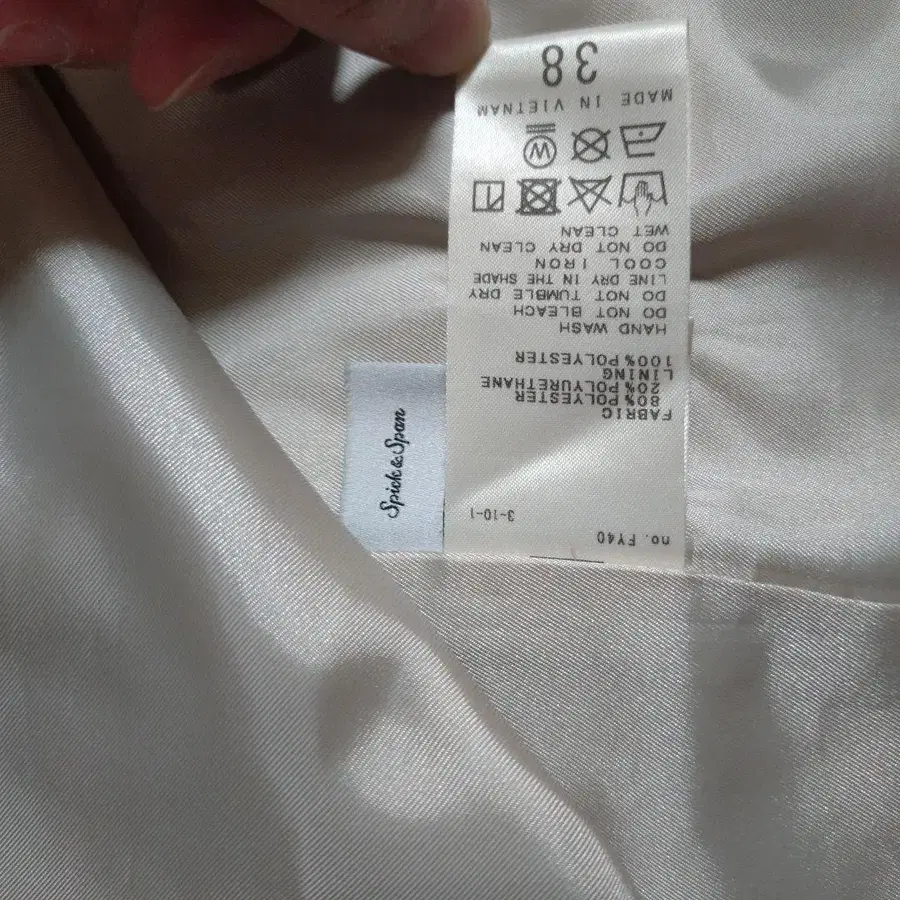 no. FY40
3-10-1
FABRIC
80%POLYESTER
20%POLYURETHANE
LINING
100%POLYESTER
HAND WASH
DO NOT BLEACH
DO NOT TUMBLE DRY
LINE DRY IN THE SHADE
COOL IRON
DO NOT DRY CLEAN
WET CLEAN
W
MADE IN VIETNAM
38
Spick&Span